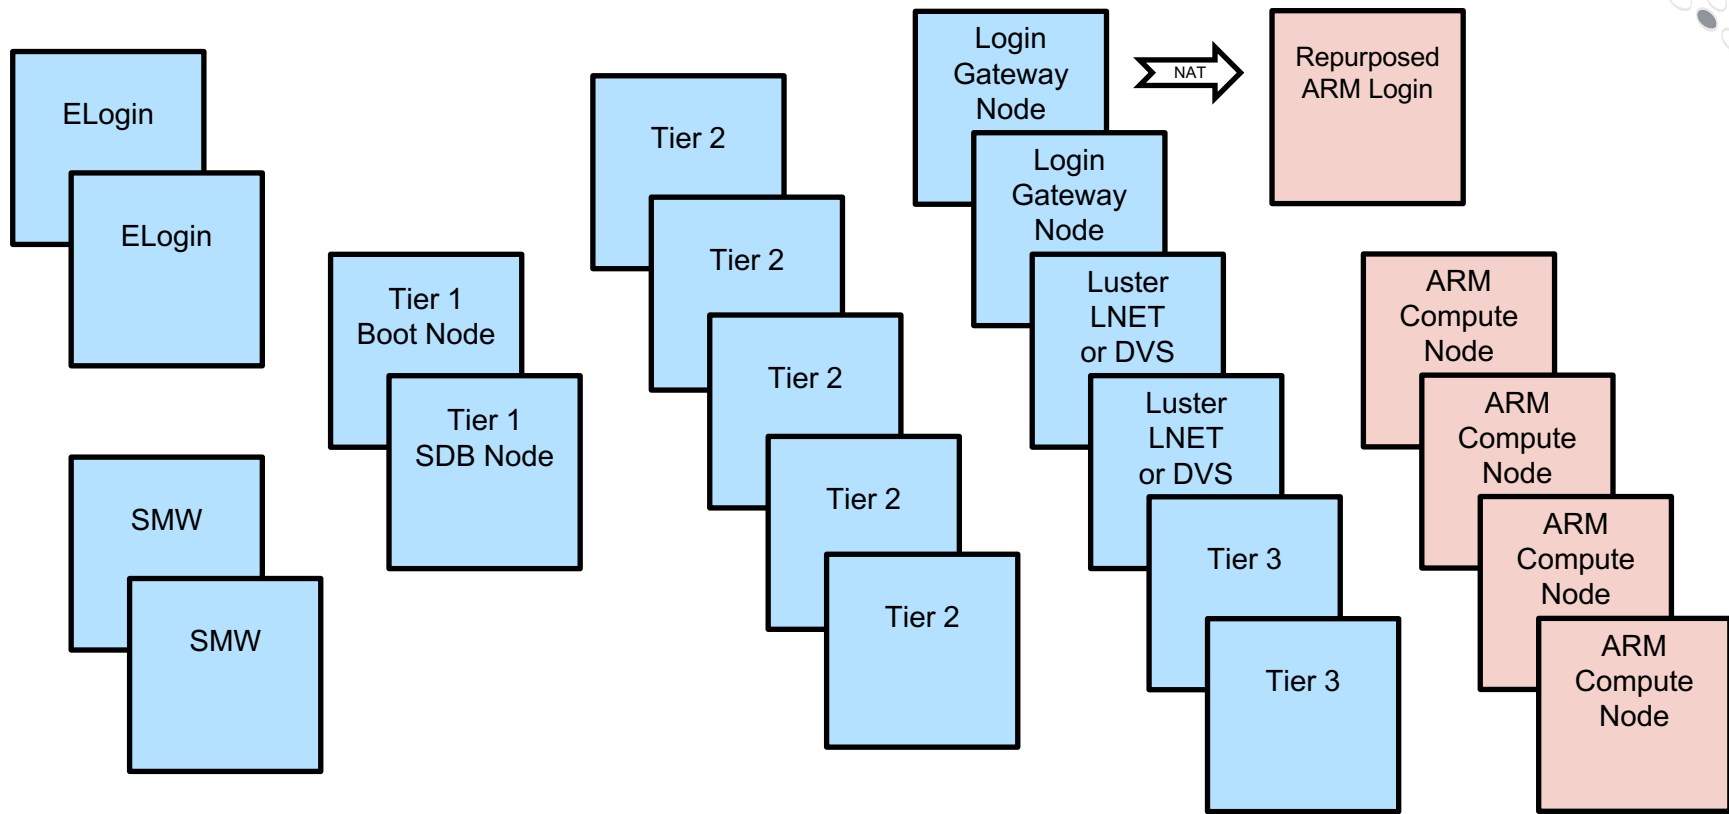 ELogin
ELogin
SMW
SMW
Tier 1
Boot Node
Tier 1
SDB Node
Tier 2
Tier 2
Tier 2
Tier 2
Tier 2
Login
Gateway
Node
Login
Gateway
Node
Luster
LNET
or DVS
Luster
LNET
or DVS
Tier 3
Tier 3
NAT
Repurposed
ARM Login
ARM
Compute
Node
ARM
Compute
Node
ARM
Compute
Node
ARM
Compute
Node